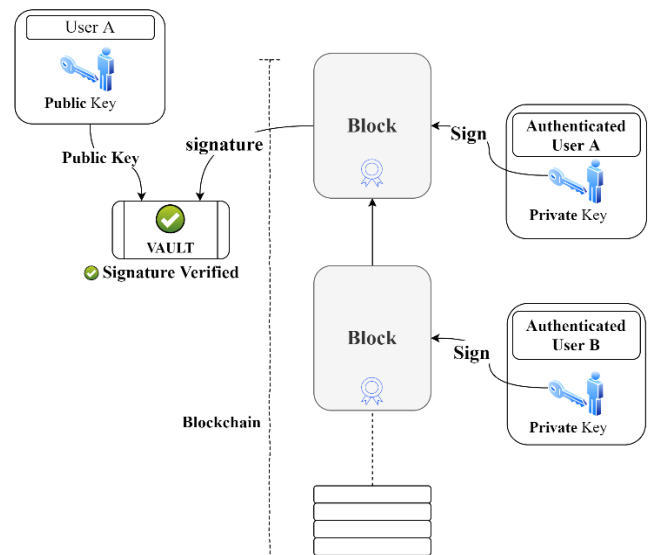 User A
Public Key
Public Key
signature
Block
Sign
Authenticated
User A
Private Key
VAULT
Signature Verified
Block
Sign
Authenticated
User B
Private Key
Blockchain